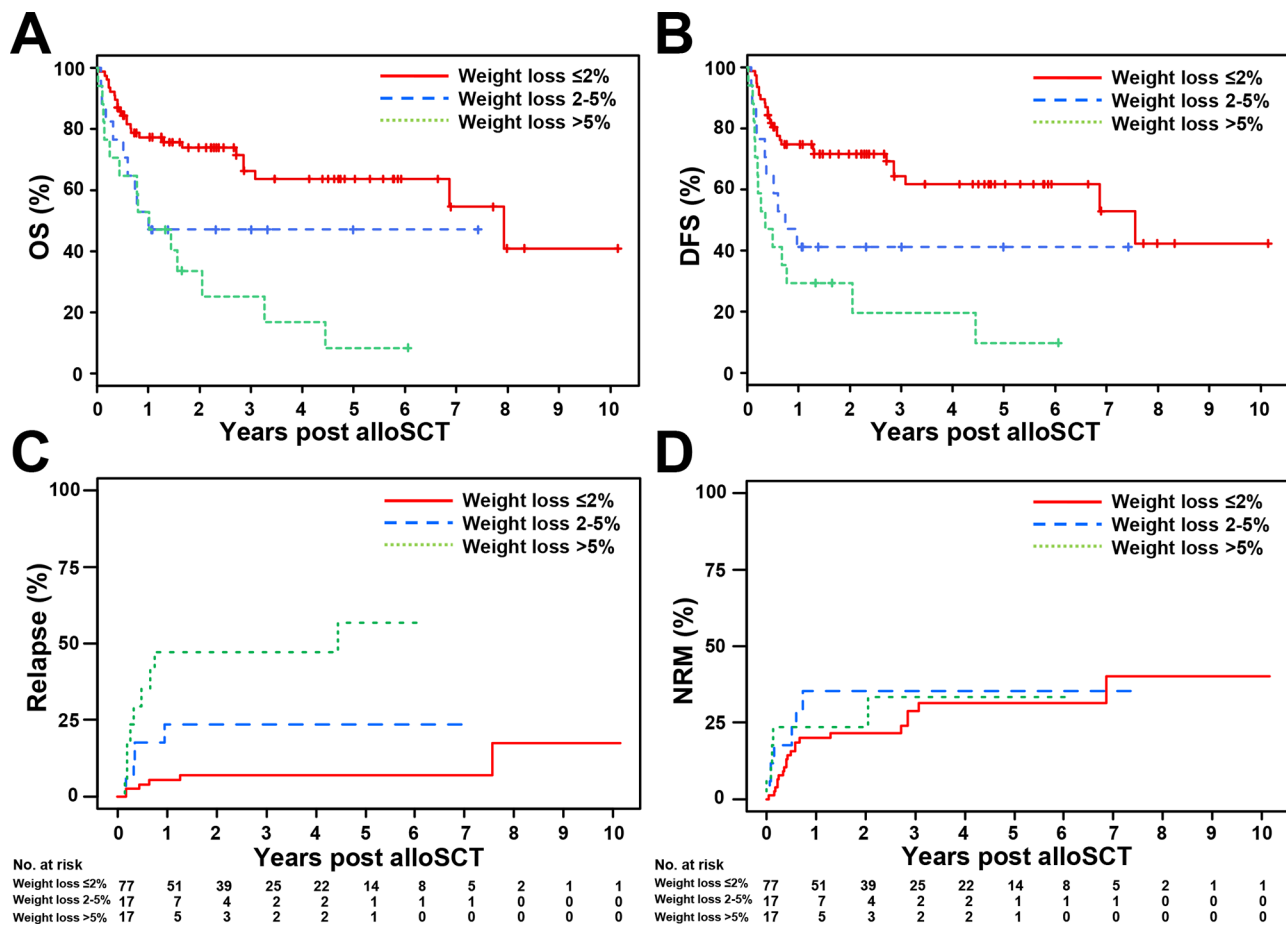 A
OS (%)
100
80
60
40
20
0
Weight loss ≤2%
Weight loss 2-5%
Weight loss >5%
0 1 2 3 4 5 6 7 8 9 10
Years post alloSCT
B
DFS (%)
100
80
60
40
20
0
Weight loss ≤2%
Weight loss 2-5%
Weight loss >5%
0 1 2 3 4 5 6 7 8 9 10
Years post alloSCT
C
Relapse (%)
100
75
50
25
0
Weight loss ≤2%
Weight loss 2-5%
Weight loss >5%
0 1 2 3 4 5 6 7 8 9 10
Years post alloSCT
No. at risk
Weight loss ≤2% 77 51 39 25 22 14 8 5 2 1 1
Weight loss 2-5% 17 7 4 2 2 1 1 1 0 0 0
Weight loss >5% 17 5 3 2 2 1 0 0 0 0 0
D
NRM (%)
100
75
50
25
0
Weight loss ≤2%
Weight loss 2-5%
Weight loss >5%
0 1 2 3 4 5 6 7 8 9 10
Years post alloSCT
No. at risk
Weight loss ≤2% 77 51 39 25 22 14 8 5 2 1 1
Weight loss 2-5% 17 7 4 2 2 1 1 1 0 0 0
Weight loss >5% 17 5 3 2 2 1 0 0 0 0 0